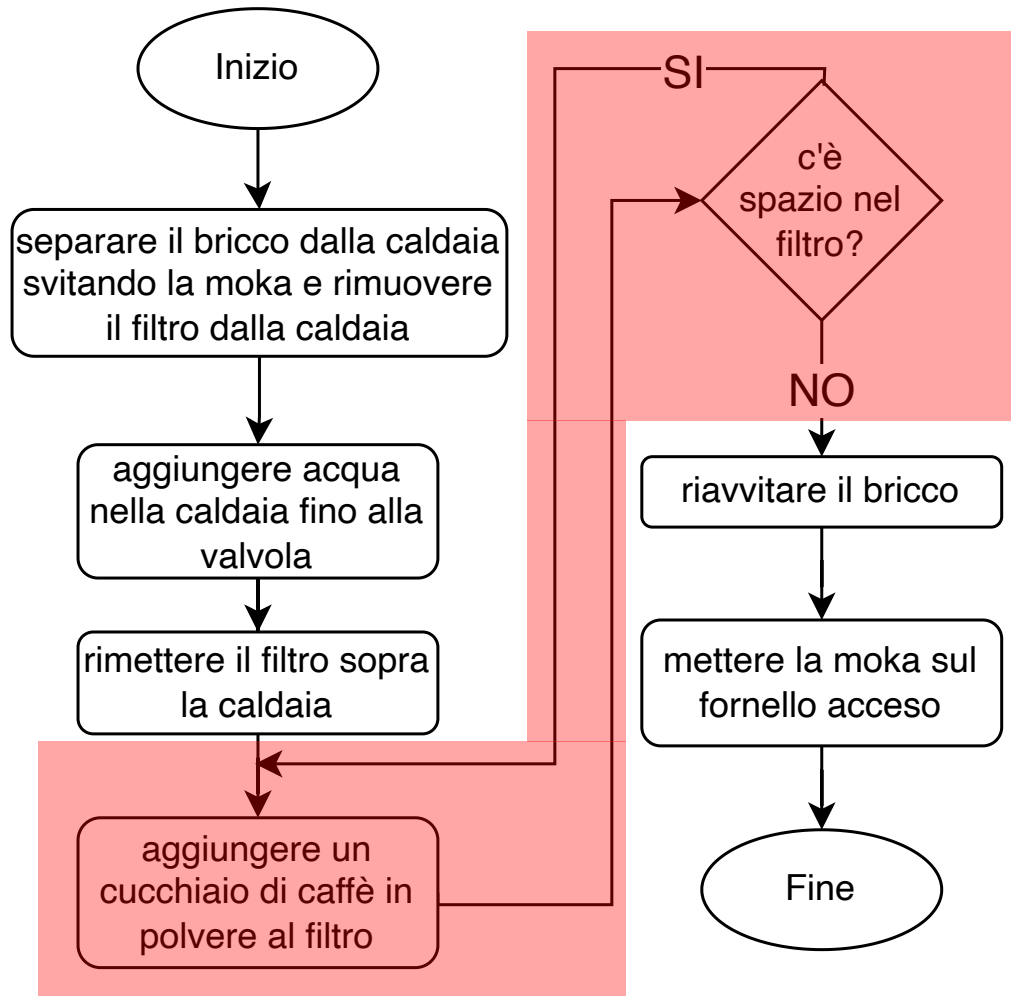 Inizio
separare il bricco dalla caldaia
svitando la moka e rimuovere
il filtro dalla caldaia
aggiungere acqua
nella caldaia fino alla
valvola
rimettere il filtro sopra
la caldaia
aggiungere un
cucchiaio di caffè in
polvere al filtro
SI
c'è
spazio nel
filtro?
NO
riavvitare il bricco
mettere la moka sul
fornello acceso
Fine